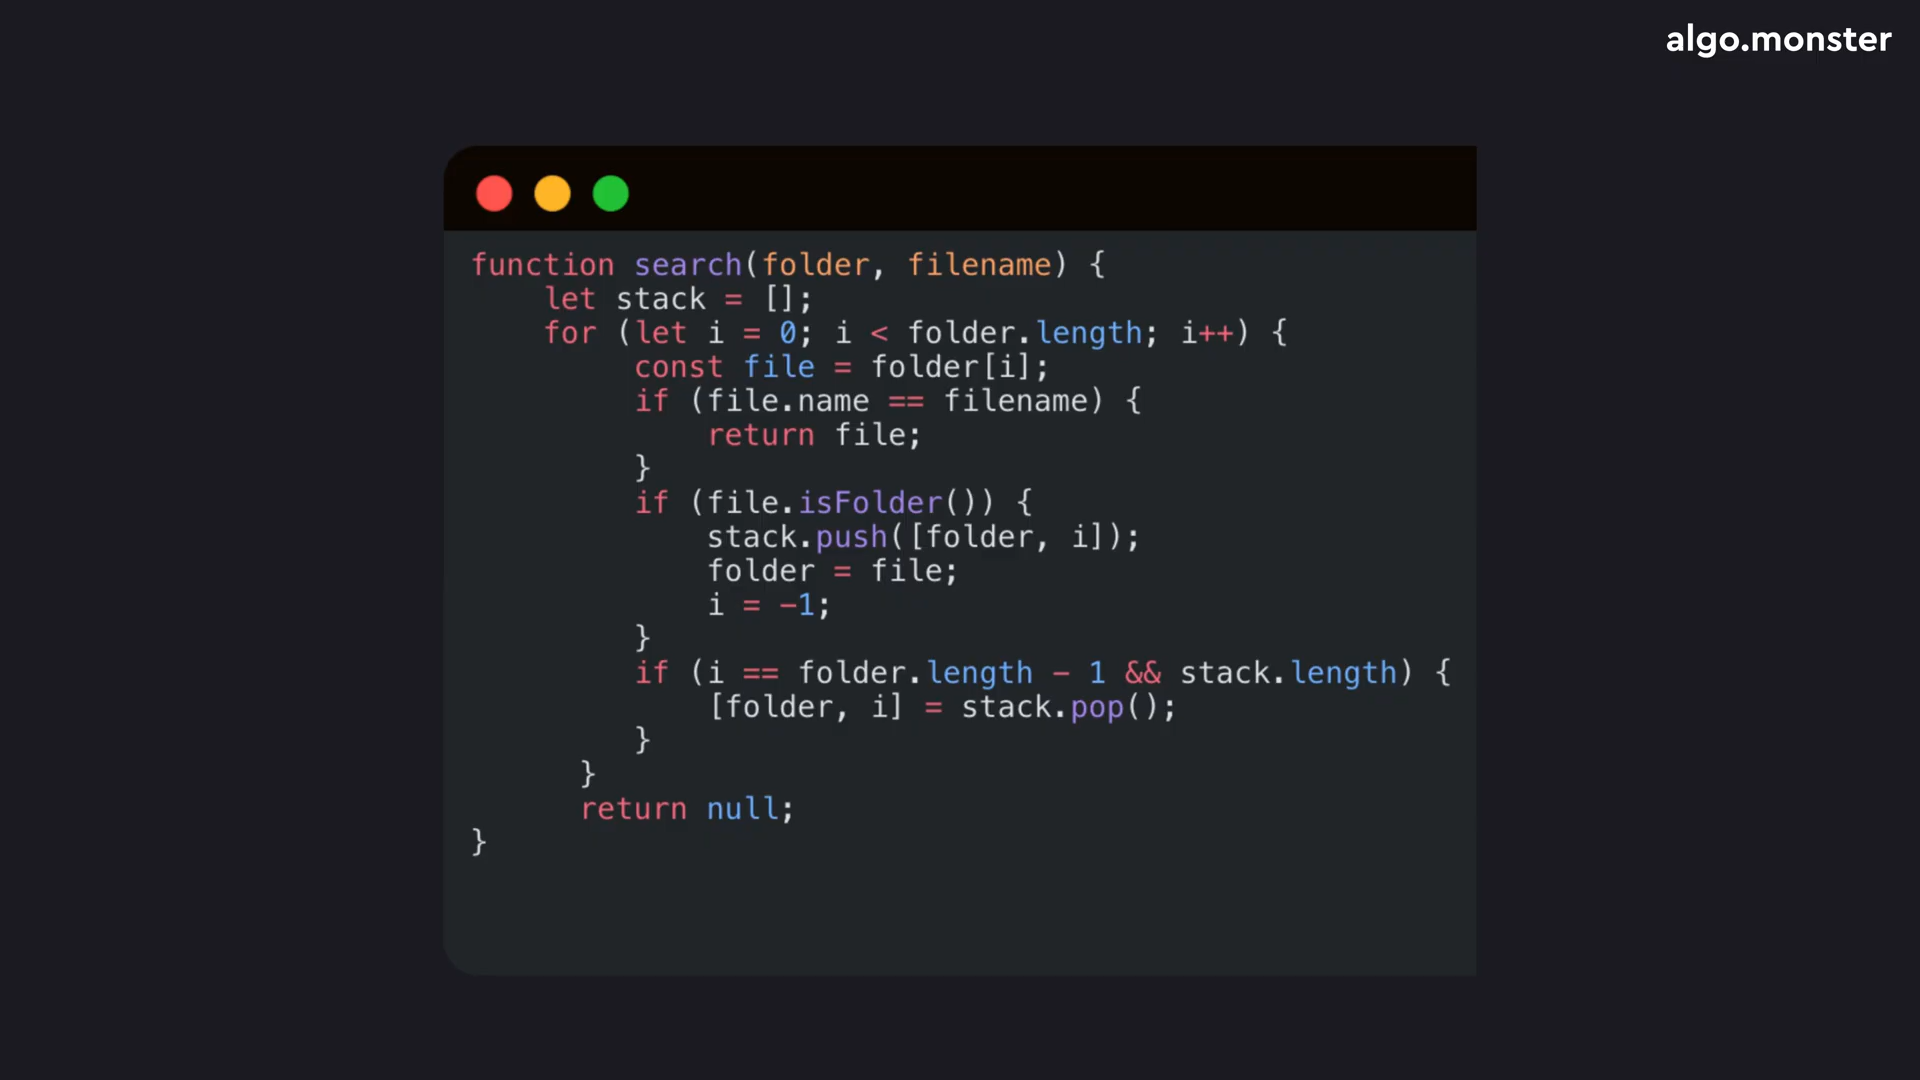 algo.monster
function search(folder, filename) {
    let stack = [];
    for (let i = 0; i < folder.length; i++) {
         const file = folder[i];
         if (file.name == filename) {
             return file;
         }
         if (file.isFolder()) {
             stack.push([folder, i]);
             folder = file;
             i = -1;
         }
         if (i == folder.length - 1 && stack.length) {
             [folder, i] = stack.pop();
         }
      }
      return null;
}